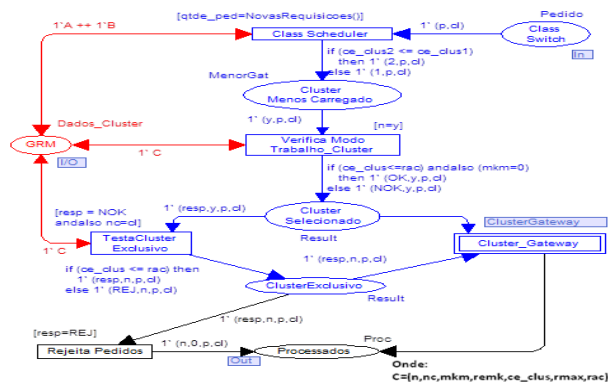 [qtde_ped=NovasRequisicoes()]
Pedido
1`A ++ 1`B
Class Scheduler
1` (p,cl)
Class
Switch
In
if (ce_clus2 <= ce_clus1)
then 1` (2,p,cl)
else 1` (1,p,cl)
MenorGat
Cluster
Menos Carregado
1` (y,p,cl)
[n=y]
Dados_Cluster
GRM
I/O
1` C
Verifica Modo
Trabalho_Cluster
if (ce_clus<=rac) andalso (mkm=0)
then 1` (OK,y,p,cl)
else 1` (NOK,y,p,cl)
1` (resp,y,p,cl)
[resp = NOK
andalso nc=cl]
Cluster
Selecionado
Result
ClusterGateway
TestaCluster
Exclusivo
Cluster_Gateway
1` C
1` (resp,n,p,cl)
if (ce_clus <= rac) then
1` (resp,n,p,cl)
else 1` (REJ,n,p,cl)
ClusterExclusivo
Result
1` (resp,n,p,cl)
[resp=REJ]
Rejeita Pedidos
1` (n,0,p,cl)
Out
Processados
Proc
Onde:
C=(n,nc,mkm,remk,ce_clus,rmax,rac)